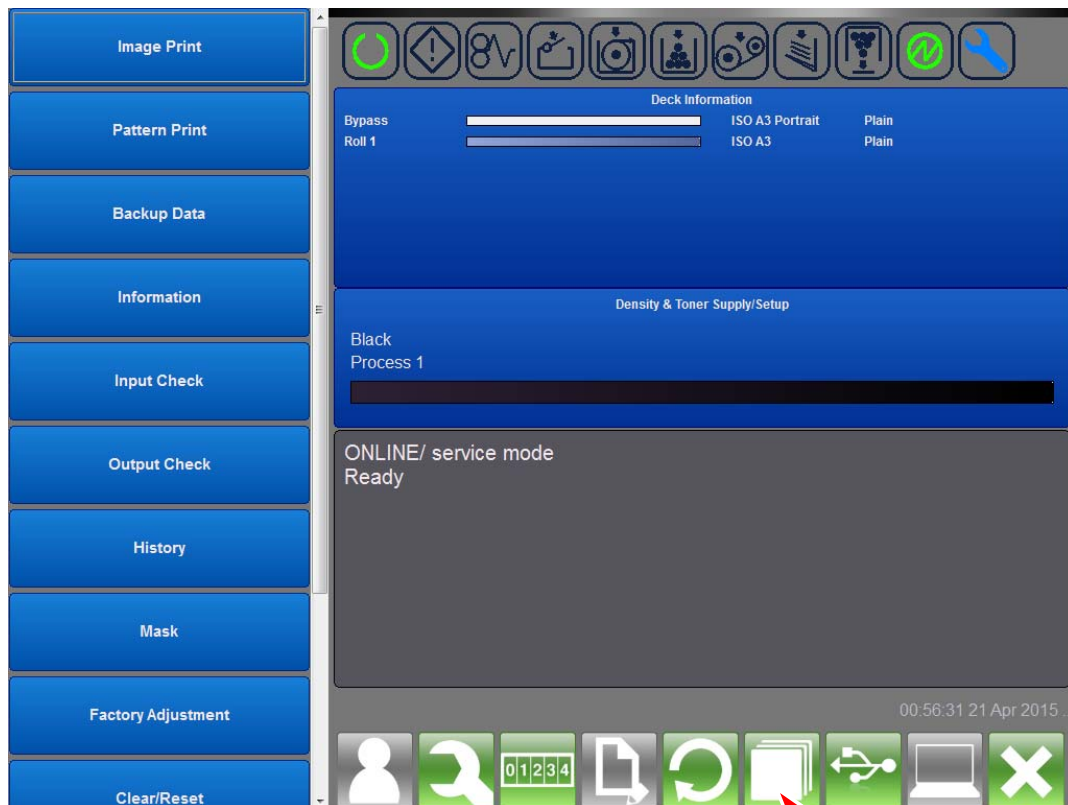 Image Print
Pattern Print
Backup Data
Information
Input Check
Output Check
History
Mask
Factory Adjustment
Clear/Reset
Deck Information
Bypass ISO A3 Portrait Plain
Roll 1 ISO A3 Plain
Density & Toner Supply/Setup
Black
Process 1
ONLINE/ service mode
Ready
00:56:31 21 Apr 2015
01234